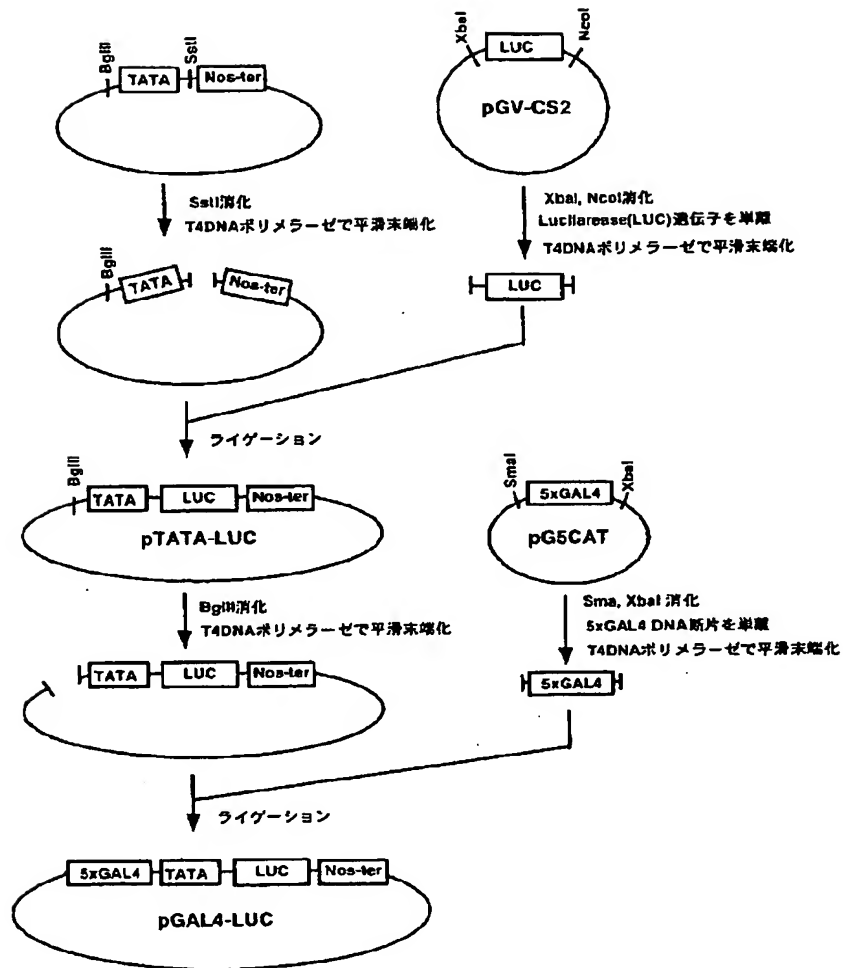 BglII
TATA
SstI
Nos-ter
XbaI
LUC
NcoI
pGV-CS2
SstI消化
T4DNAポリメラーゼで平滑末端化
XbaI, NcoI消化
Lucilarease(LUC)遺伝子を単離
T4DNAポリメラーゼで平滑末端化
BglII
TATA
Nos-ter
LUC
ライゲーション
BglII
TATA
LUC
Nos-ter
pTATA-LUC
SmaI
5xGAL4
XbaI
pG5CAT
BglII消化
T4DNAポリメラーゼで平滑末端化
Sma, XbaI 消化
5xGAL4 DNA断片を単離
T4DNAポリメラーゼで平滑末端化
TATA
LUC
Nos-ter
5xGAL4
ライゲーション
5xGAL4
TATA
LUC
Nos-ter
pGAL4-LUC